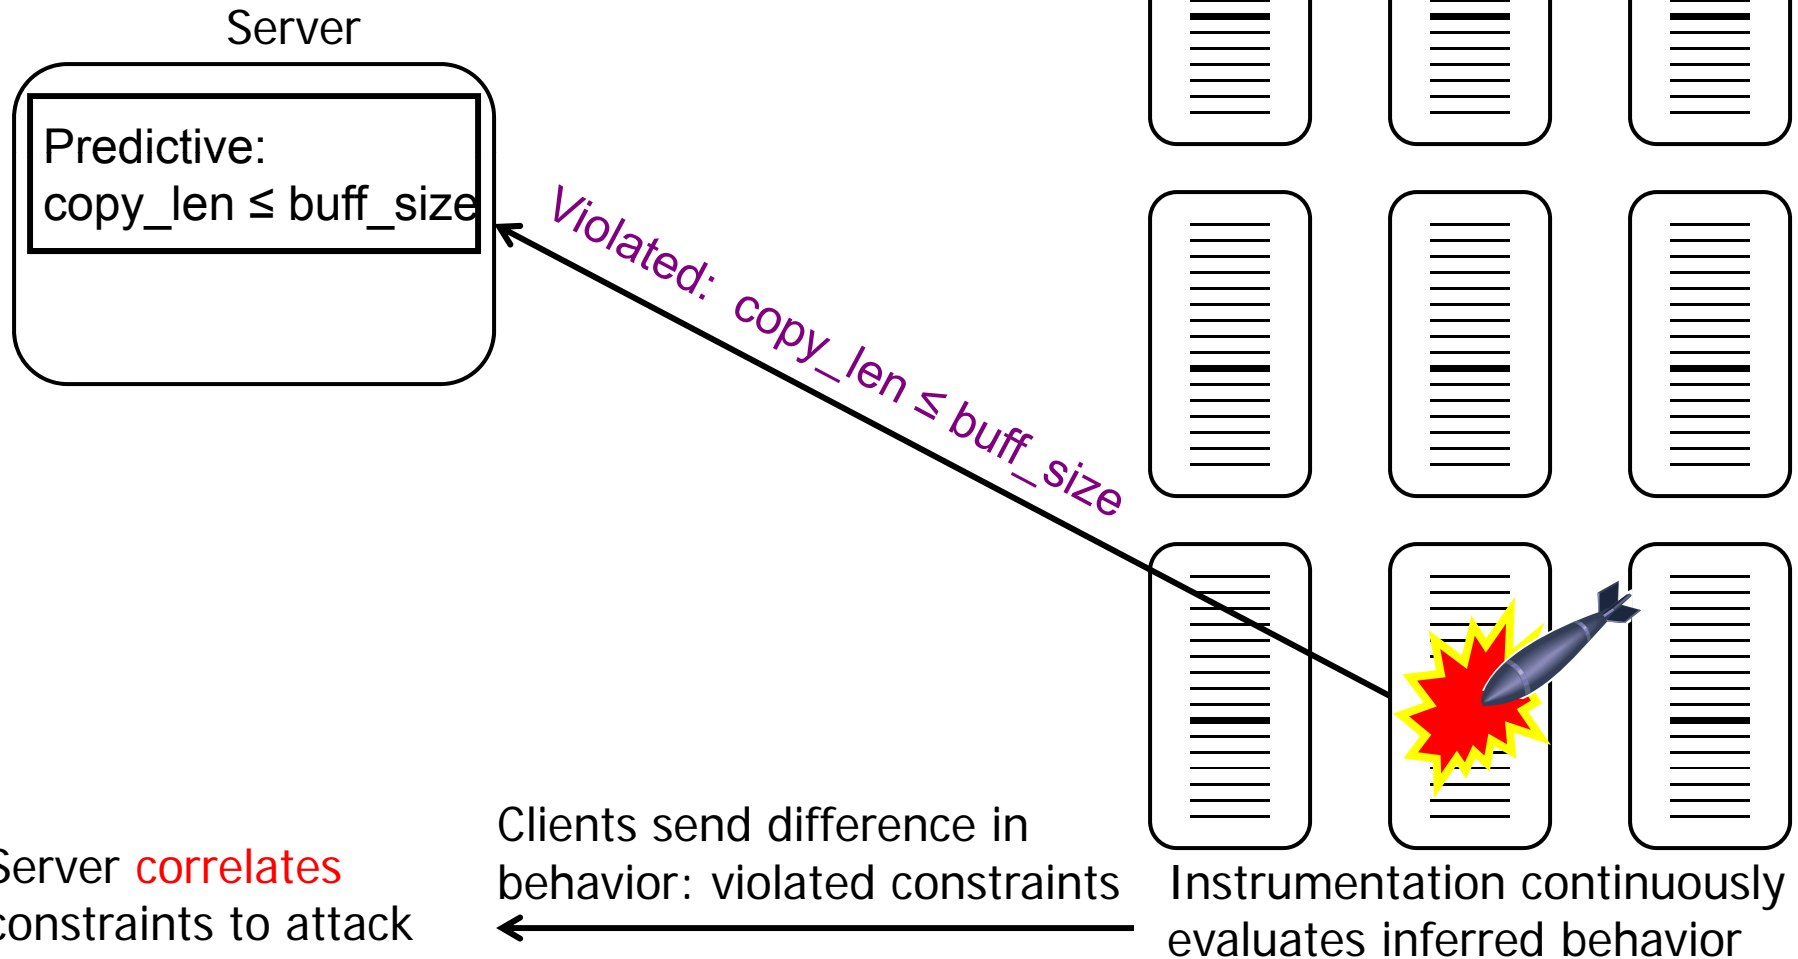 Server
Predictive:
copy_len ≤ buff_size
Violated: copy_len ≤ buff_size
Clients send difference in
behavior: violated constraints
Server correlates
constraints to attack
Instrumentation continuously
evaluates inferred behavior